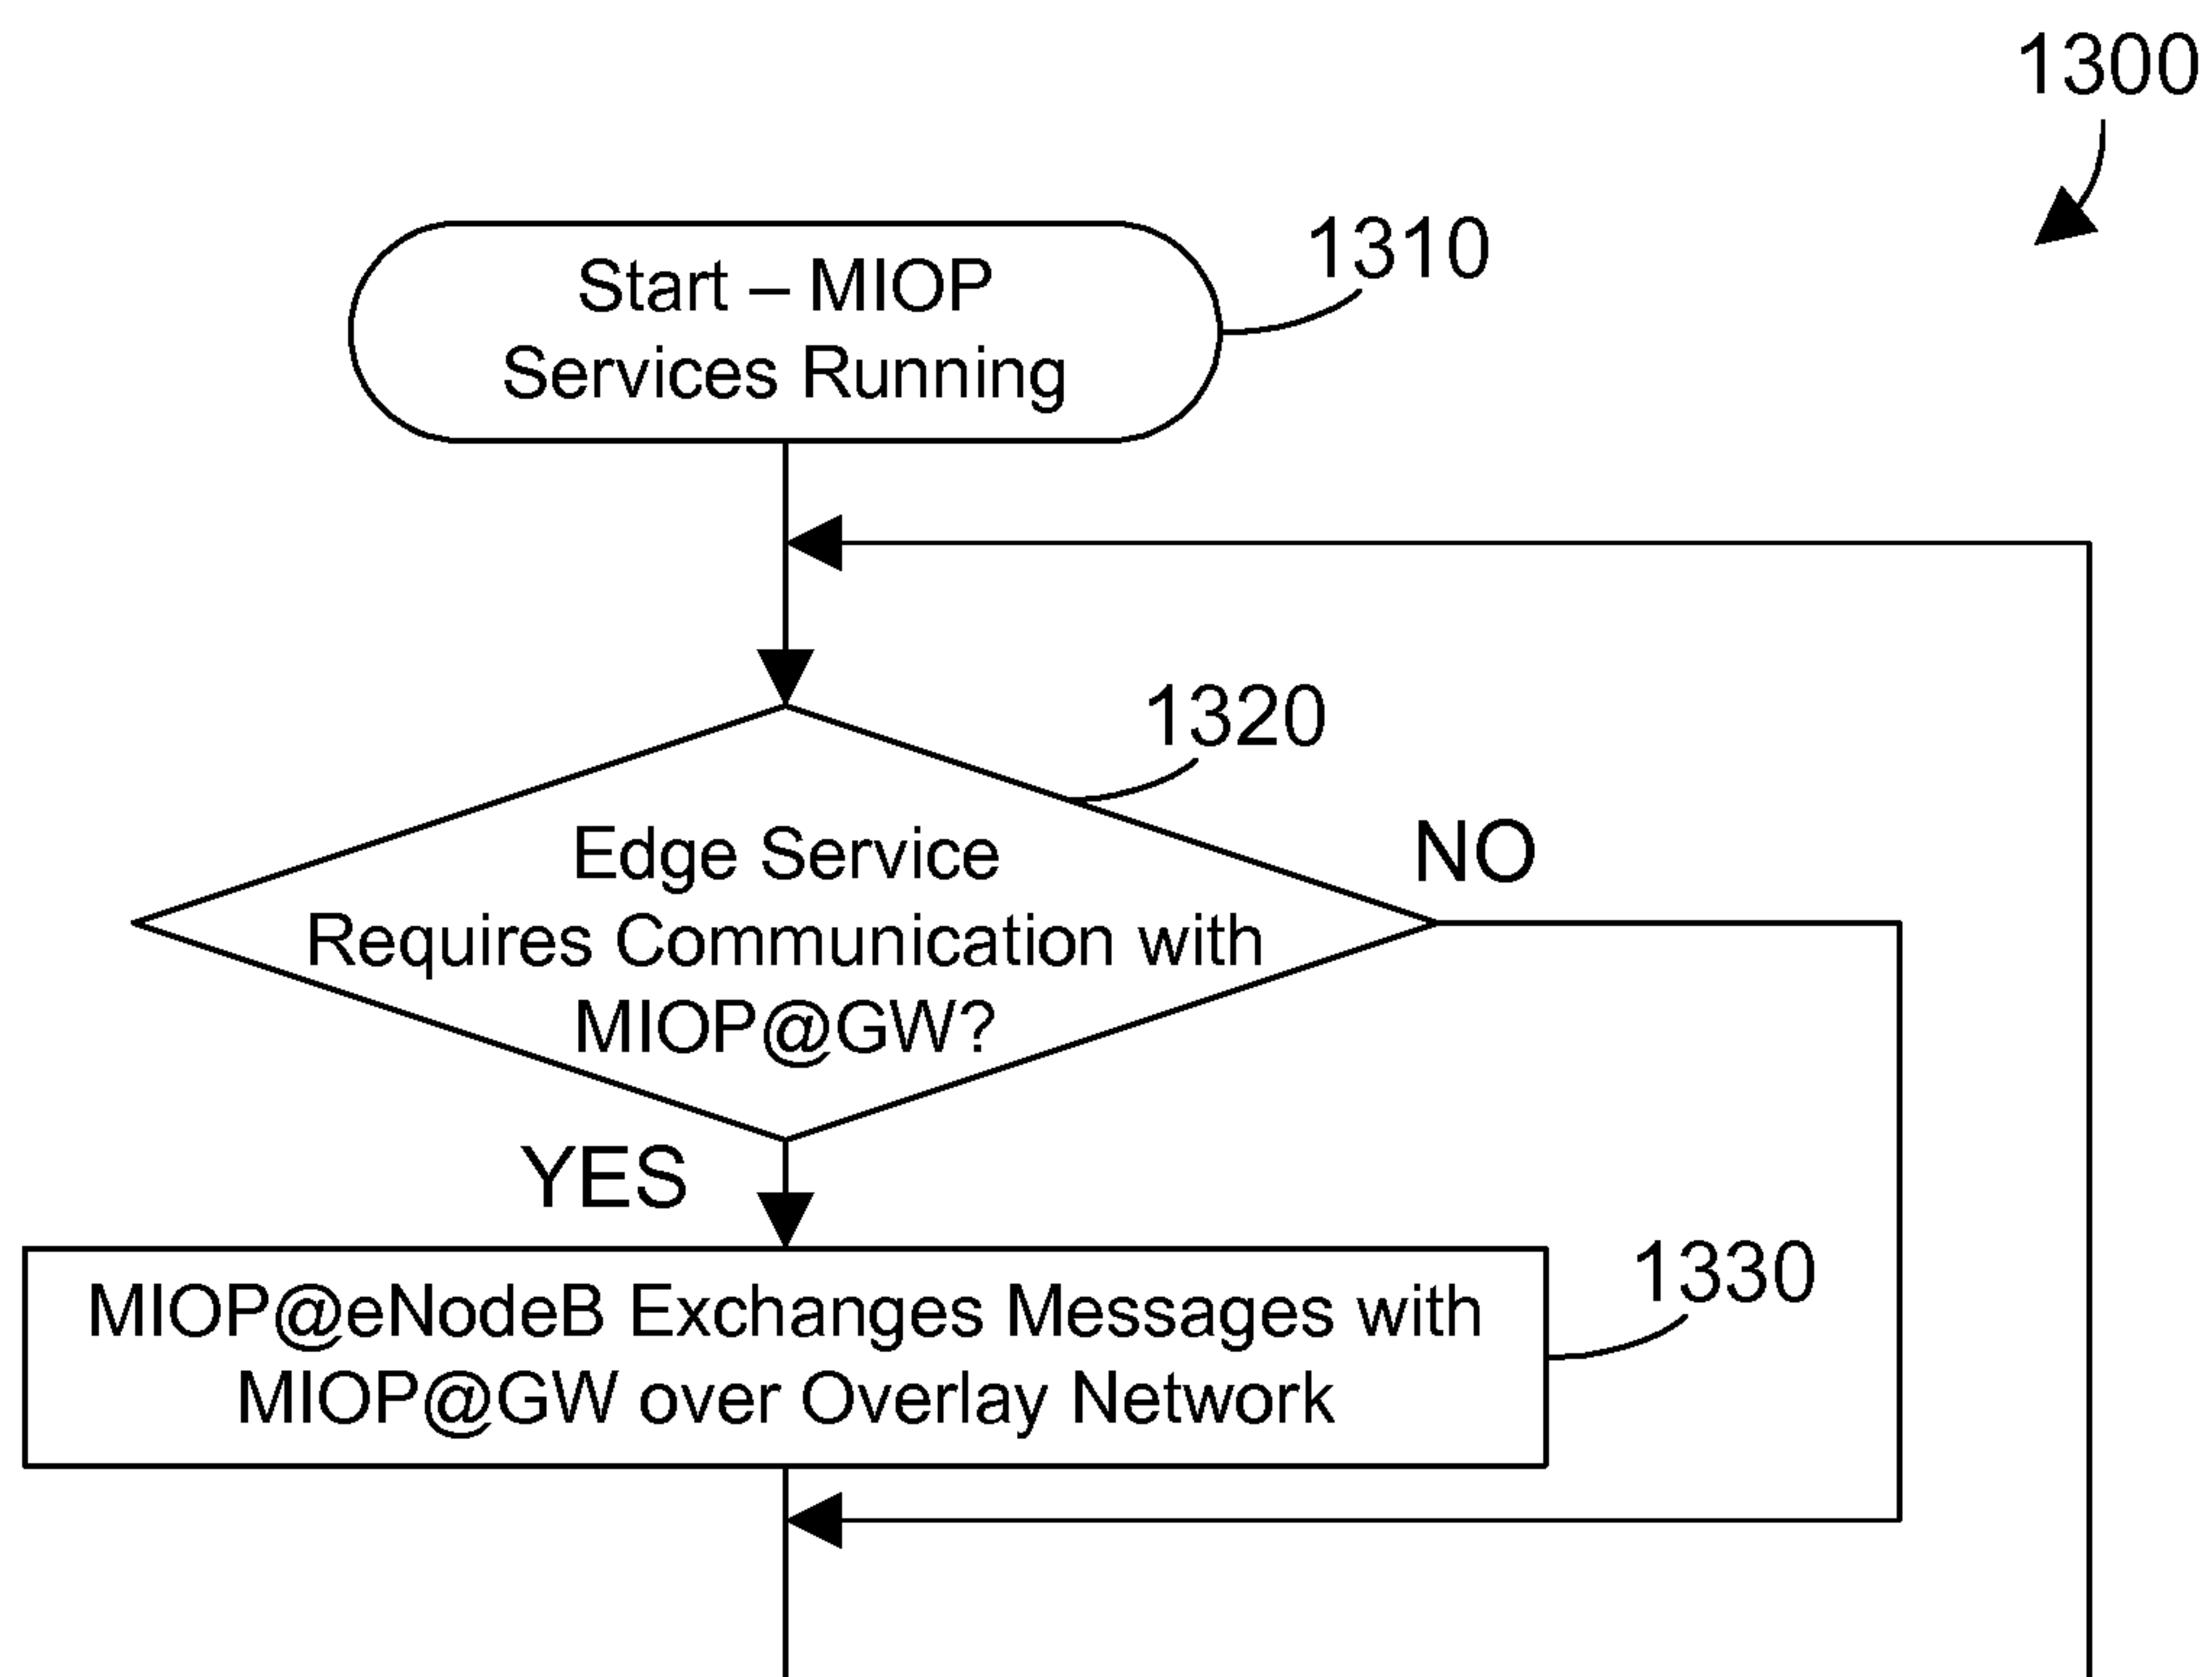 1300
1310
Start – MIOP
Services Running
1320
Edge Service
Requires Communication with
MIOP@GW?
NO
YES
1330
MIOP@eNodeB Exchanges Messages with
MIOP@GW over Overlay Network